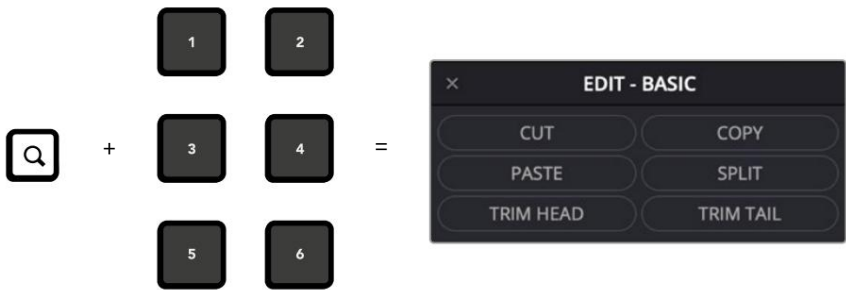 1 2
+ 3 4 =
5 6
× EDIT - BASIC
CUT COPY
PASTE SPLIT
TRIM HEAD TRIM TAIL